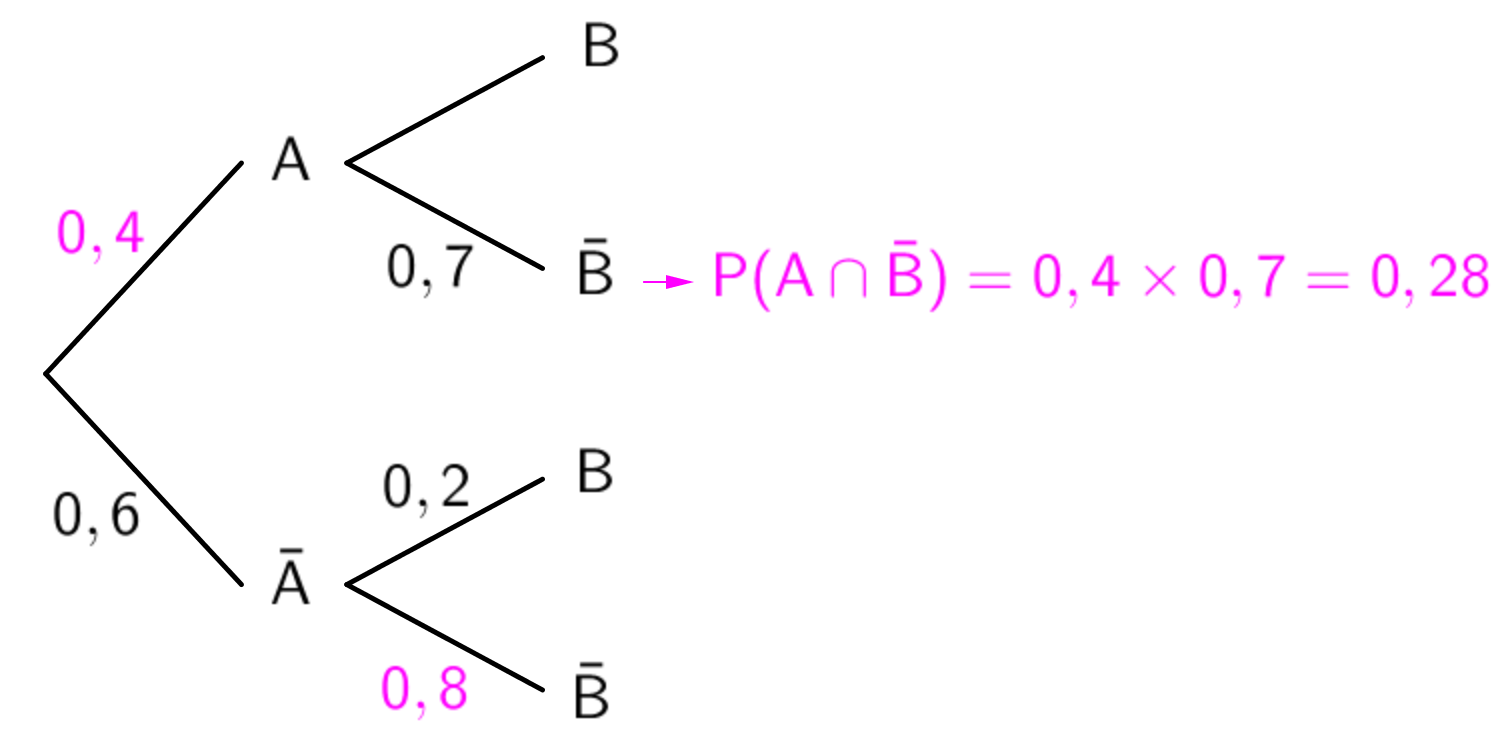 B
A
0,4
0,7
B̄ → P(A ∩ B̄) = 0,4 × 0,7 = 0,28
0,2
B
0,6
Ā
0,8
B̄